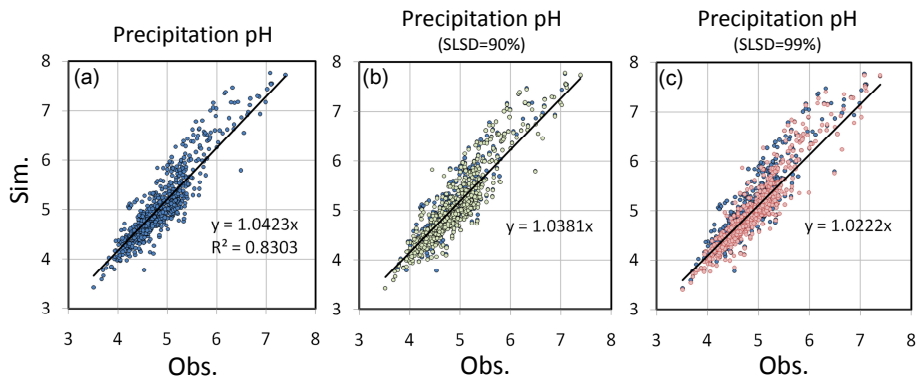 Precipitation pH
(a)
8
7
6
5
4
3
Sim.
y = 1.0423x
R² = 0.8303
3 4 5 6 7 8
Obs.
Precipitation pH
(SLSD=90%)
(b)
8
7
6
5
4
3
y = 1.0381x
3 4 5 6 7 8
Obs.
Precipitation pH
(SLSD=99%)
(c)
8
7
6
5
4
3
y = 1.0222x
3 4 5 6 7 8
Obs.